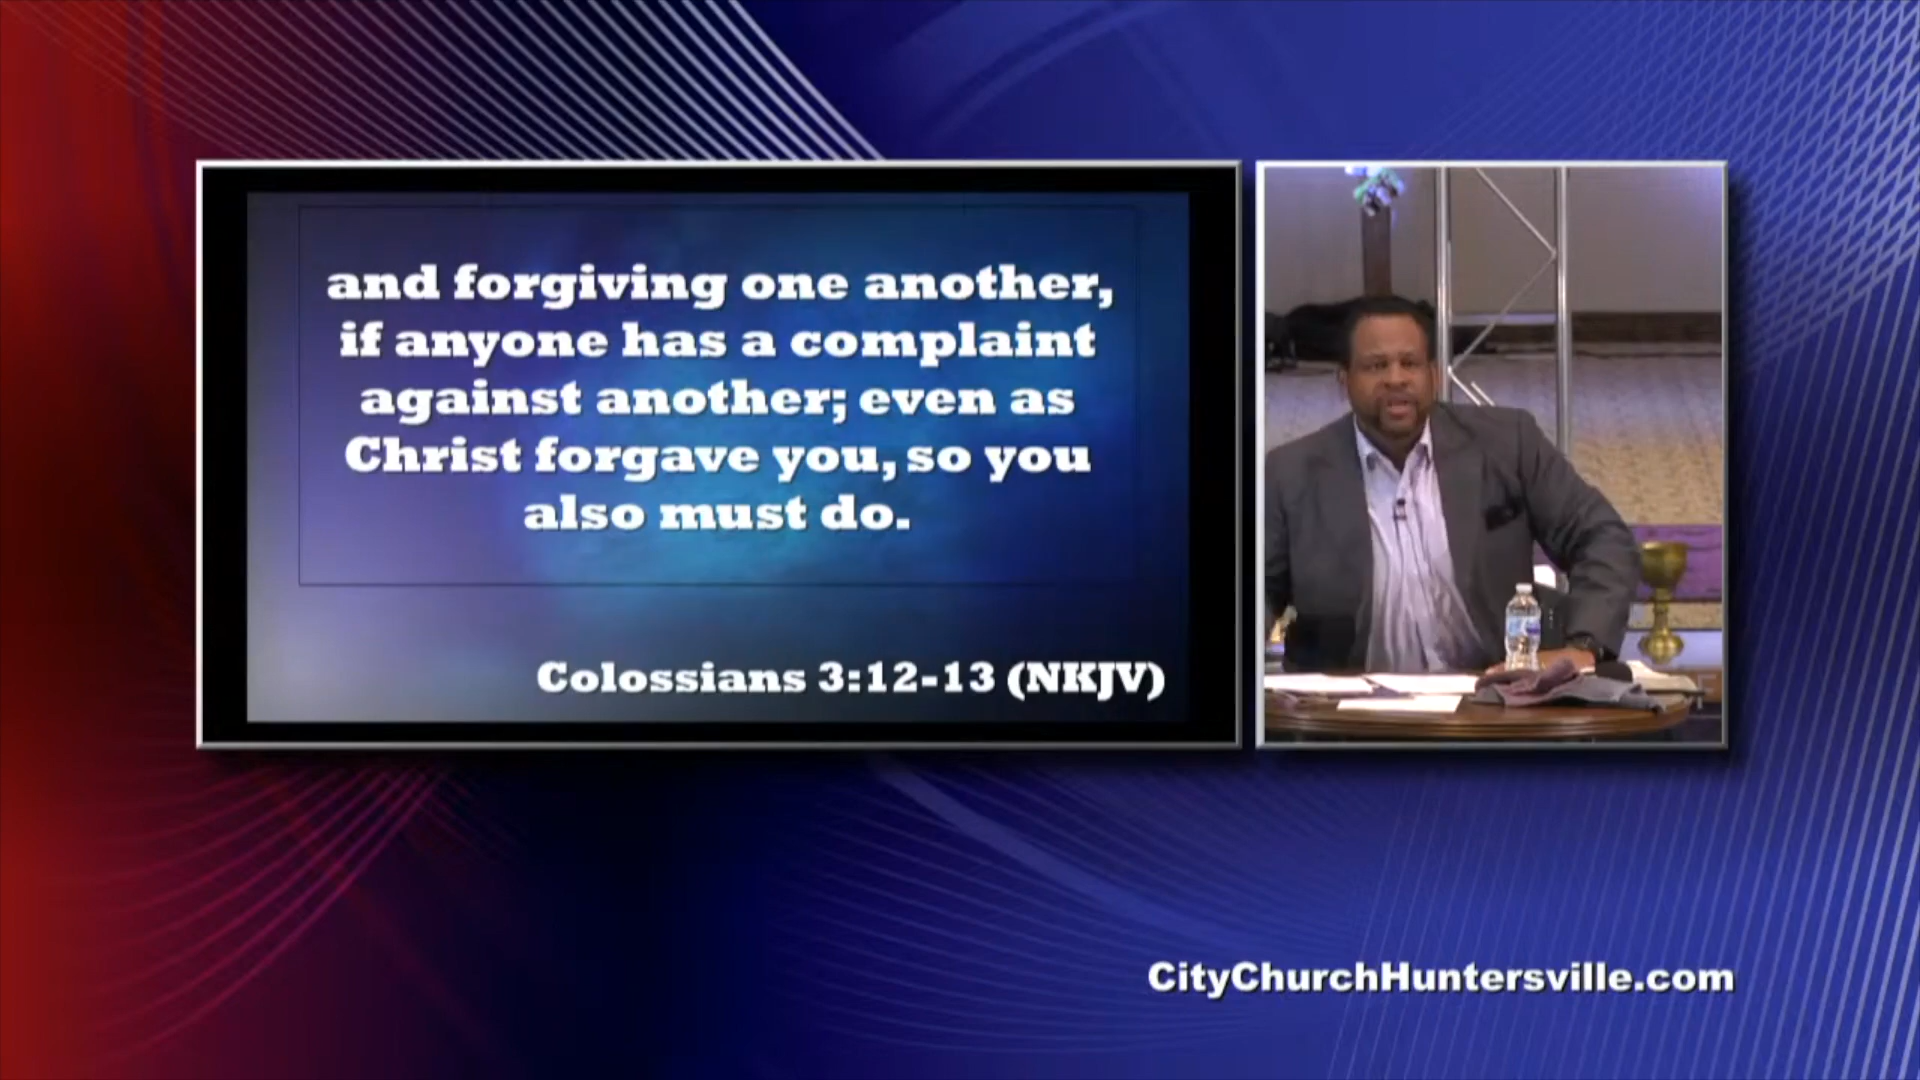 and forgiving one another,
if anyone has a complaint
against another; even as
Christ forgave you, so you
also must do.
Colossians 3:12-13 (NKJV)
CityChurchHuntersville.com